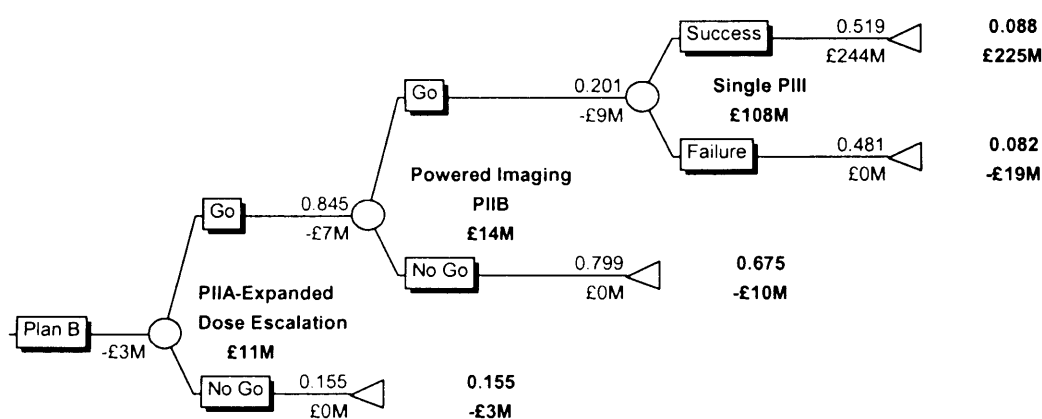 Success
0.519
£244M
0.088
£225M
Go
0.201
-£9M
Single PIII
£108M
Failure
0.481
£0M
0.082
-£19M
Go
0.845
-£7M
Powered Imaging
PIIB
£14M
No Go
0.799
£0M
0.675
-£10M
Plan B
-£3M
PIIA-Expanded
Dose Escalation
£11M
No Go
0.155
£0M
0.155
-£3M